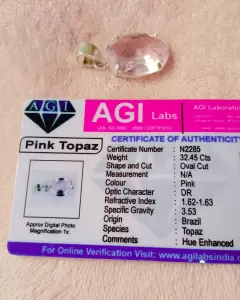 AGI Labs
AGI Laborator
AGI
CERTIFICATE OF AUTHENTICITY
Pink Topaz
Certificate Number : N2285
Weight : 32.45 Cts
Shape and Cut : Oval Cut
Measurement : N/A
Colour : Pink
Optic Character : DR
Refractive Index : 1.62-1.63
Specific Gravity : 3.53
Origin : Brazil
Species : Topaz
Comments : Hue Enhanced
Approx Digital Photo
Magnification 1x.
For Online Verification Visit: www.agilabsindia.c